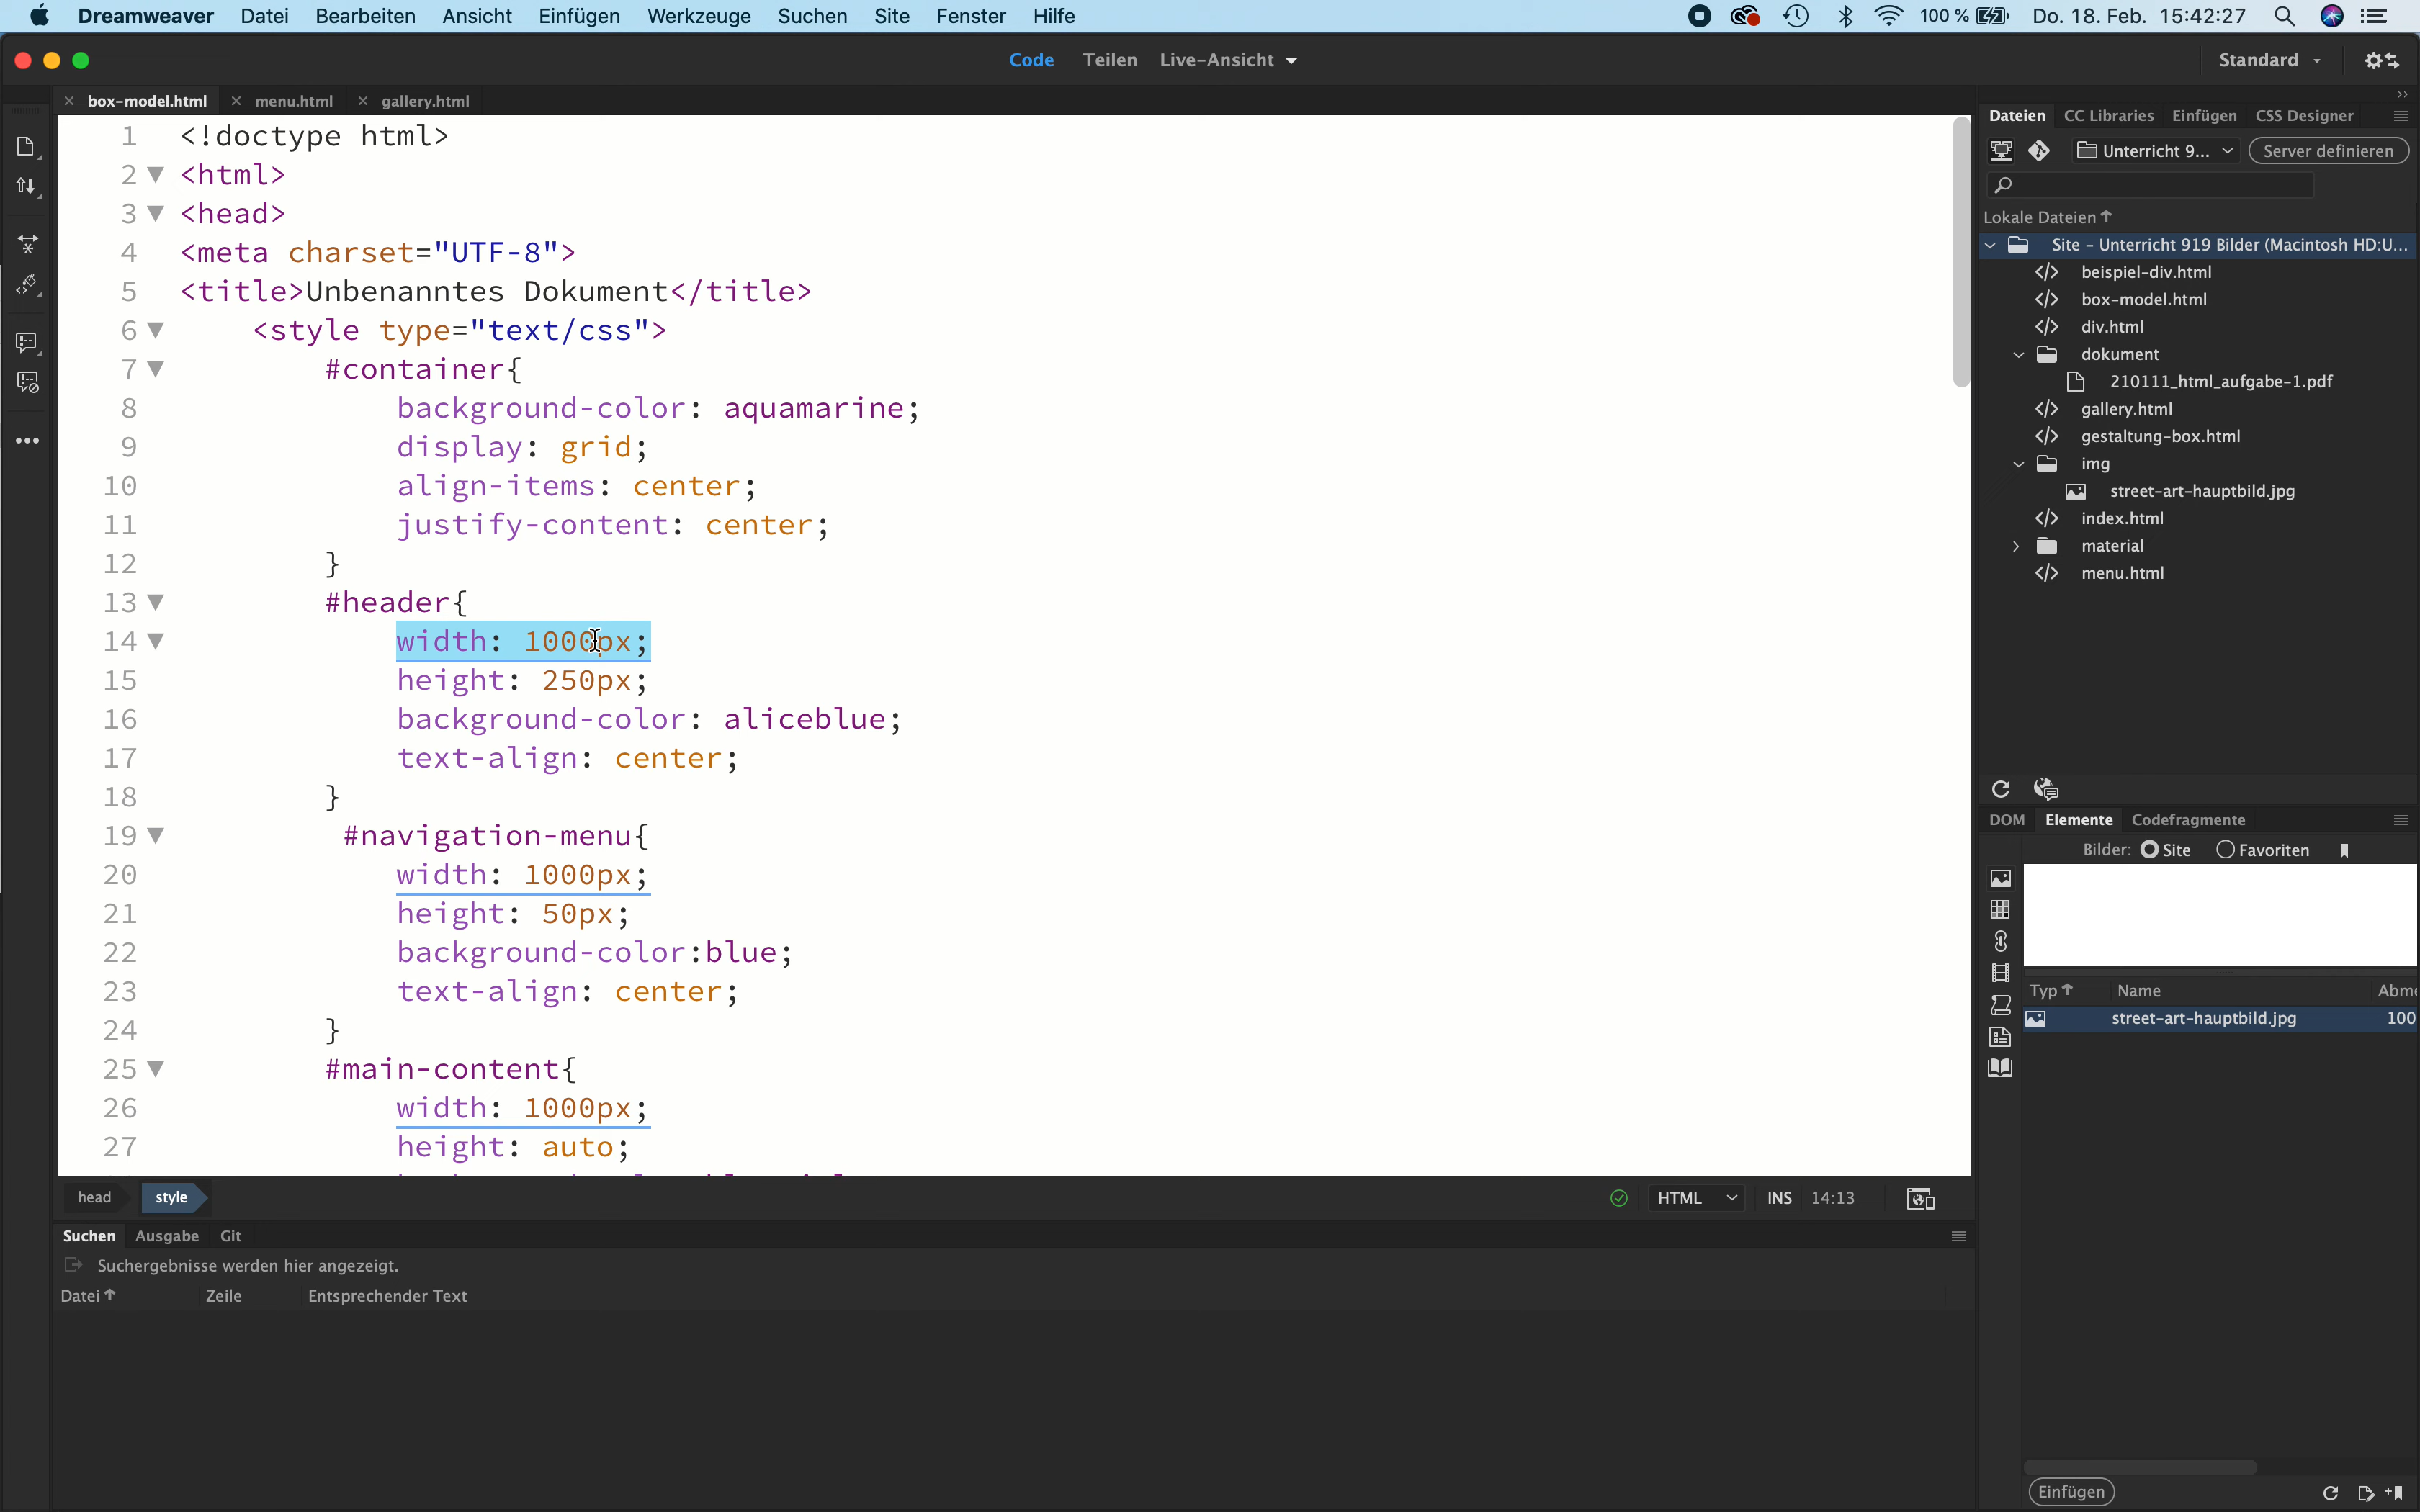 Dreamweaver Datei Bearbeiten Ansicht Einfügen Werkzeuge Suchen Site Fenster Hilfe 100 % Do. 18. Feb. 15:42:27
Code Teilen Live-Ansicht Standard
box-model.html menu.html gallery.html
1 <!doctype html>
2 <html>
3 <head>
4 <meta charset="UTF-8">
5 <title>Unbenanntes Dokument</title>
6 <style type="text/css">
7 #container{
8 background-color: aquamarine;
9 display: grid;
10 align-items: center;
11 justify-content: center;
12 }
13 #header{
14 width: 1000px;
15 height: 250px;
16 background-color: aliceblue;
17 text-align: center;
18 }
19 #navigation-menu{
20 width: 1000px;
21 height: 50px;
22 background-color:blue;
23 text-align: center;
24 }
25 #main-content{
26 width: 1000px;
27 height: auto;
head style HTML INS 14:13
Suchen Ausgabe Git
Suchergebnisse werden hier angezeigt.
Datei Zeile Entsprechender Text
Dateien CC Libraries Einfügen CSS Designer
Unterricht 9... Server definieren
Lokale Dateien
Site - Unterricht 919 Bilder (Macintosh HD:U...
beispiel-div.html
box-model.html
div.html
dokument
210111_html_aufgabe-1.pdf
gallery.html
gestaltung-box.html
img
street-art-hauptbild.jpg
index.html
material
menu.html
DOM Elemente Codefragmente
Bilder: Site Favoriten
Typ Name Abme
street-art-hauptbild.jpg 100
Einfügen